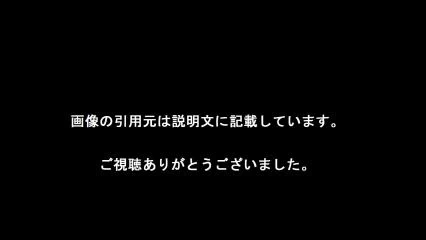 画像の引用元は説明文に記載しています。
ご視聴ありがとうございました。